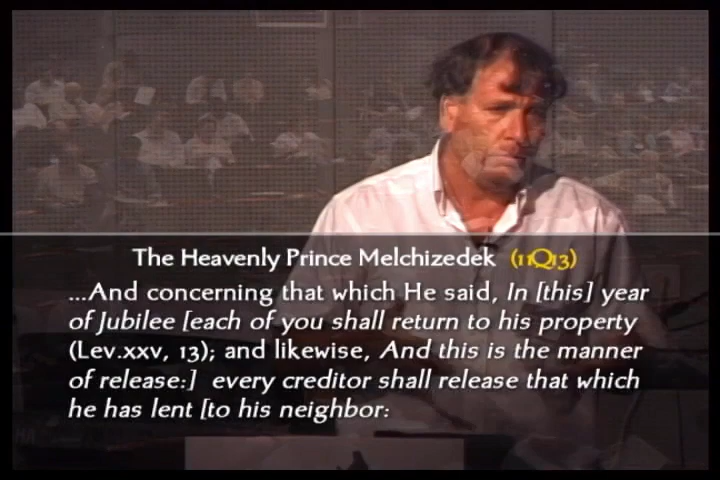 The Heavenly Prince Melchizedek (11Q13)
...And concerning that which He said, In [this] year
of Jubilee [each of you shall return to his property
(Lev.xxv, 13); and likewise, And this is the manner
of release:] every creditor shall release that which
he has lent [to his neighbor: